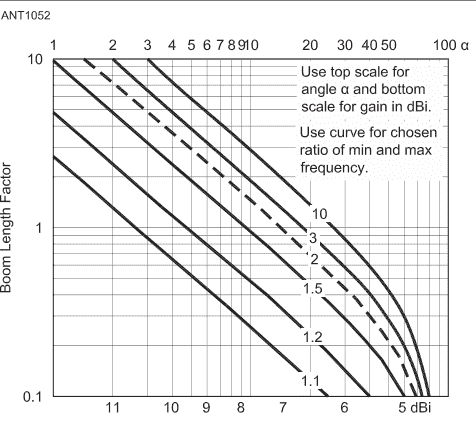 ANT1052
1 2 3 4 5 6 7 8 9 10 20 30 40 50 100 α
10
Use top scale for
angle α and bottom
scale for gain in dBi.
Use curve for chosen
ratio of min and max
frequency.
Boom Length Factor
10
3
1
2
1.5
1.2
1.1
0.1
11 10 9 8 7 6 5 dBi